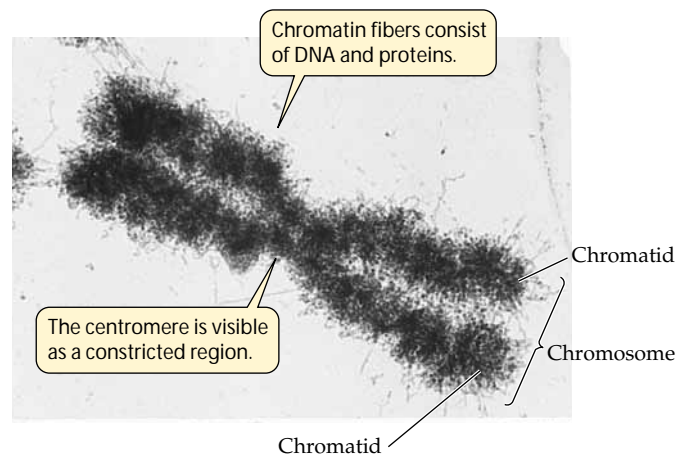 Chromatin fibers consist
of DNA and proteins.
Chromatid
The centromere is visible
as a constricted region.
Chromosome
Chromatid